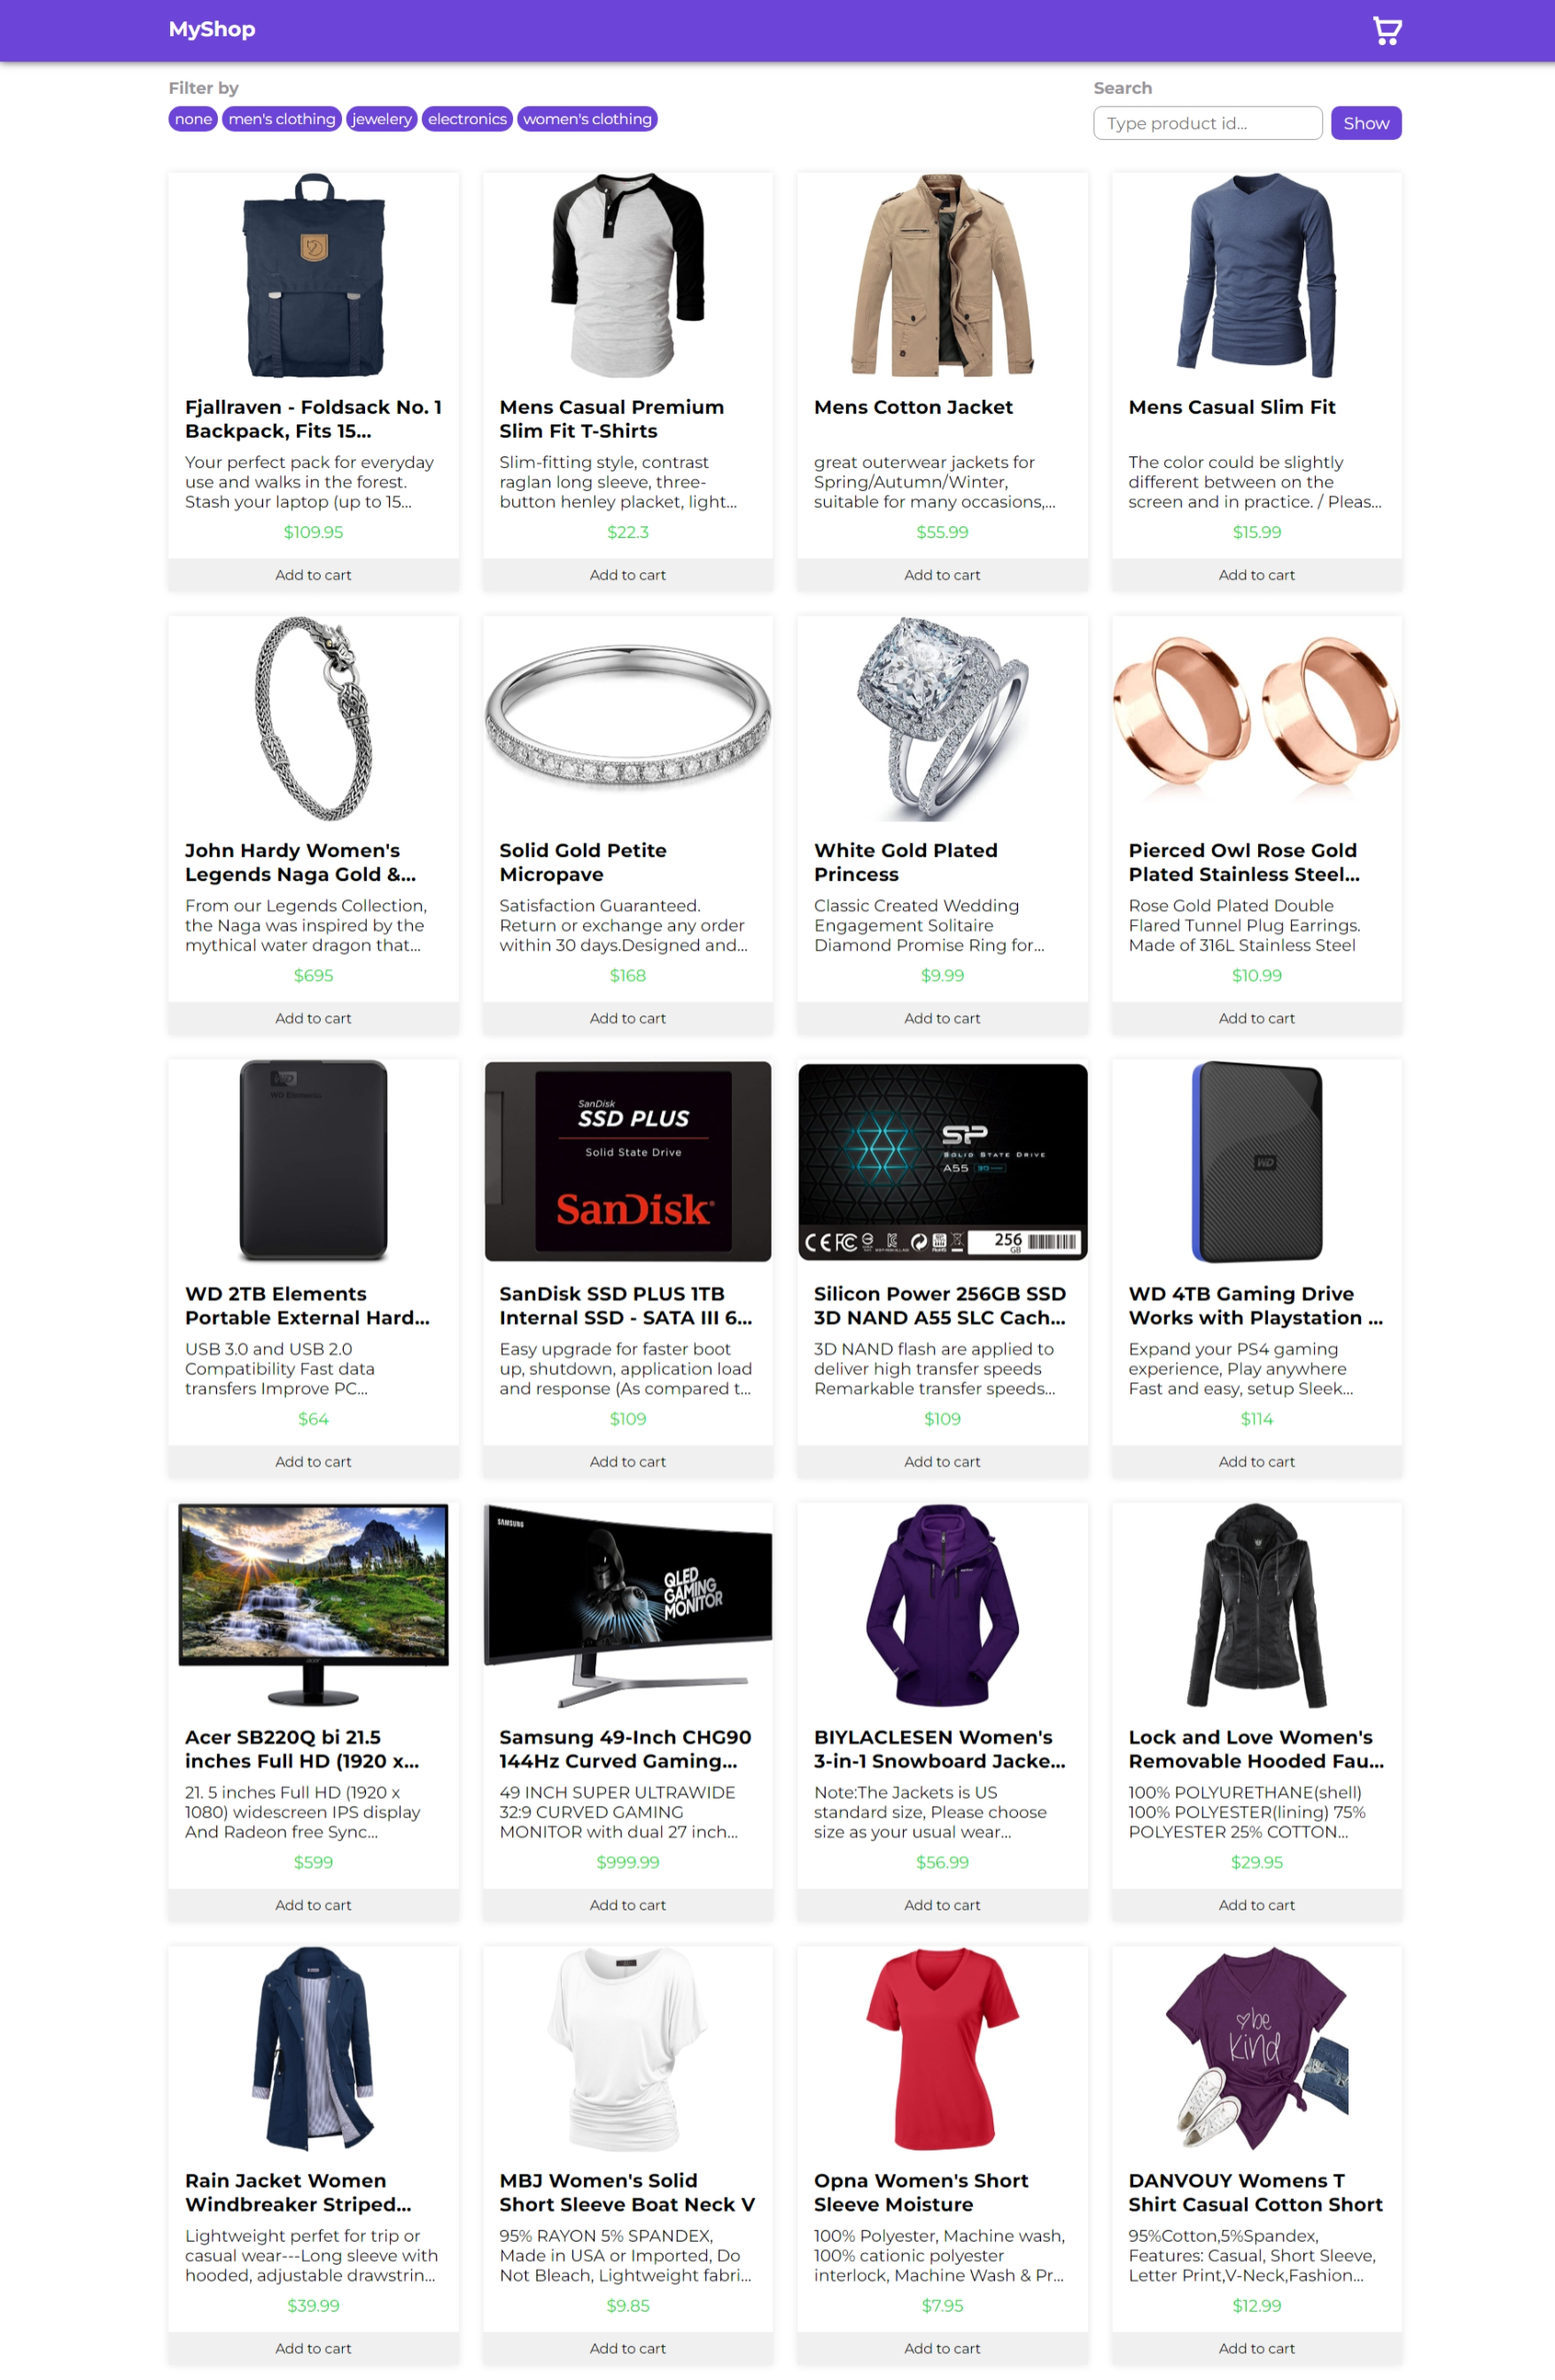 MyShop
Filter by
none men's clothing jewelery electronics women's clothing
Search
Type product id...
Show
Fjallraven - Foldsack No. 1
Backpack, Fits 15...
Your perfect pack for everyday
use and walks in the forest.
Stash your laptop (up to 15...
$109.95
Add to cart
Mens Casual Premium
Slim Fit T-Shirts
Slim-fitting style, contrast
raglan long sleeve, three-
button henley placket, light...
$22.3
Add to cart
Mens Cotton Jacket
great outerwear jackets for
Spring/Autumn/Winter,
suitable for many occasions,...
$55.99
Add to cart
Mens Casual Slim Fit
The color could be slightly
different between on the
screen and in practice. / Pleas...
$15.99
Add to cart
John Hardy Women's
Legends Naga Gold &...
From our Legends Collection,
the Naga was inspired by the
mythical water dragon that...
$695
Add to cart
Solid Gold Petite
Micropave
Satisfaction Guaranteed.
Return or exchange any order
within 30 days.Designed and...
$168
Add to cart
White Gold Plated
Princess
Classic Created Wedding
Engagement Solitaire
Diamond Promise Ring for...
$9.99
Add to cart
Pierced Owl Rose Gold
Plated Stainless Steel...
Rose Gold Plated Double
Flared Tunnel Plug Earrings.
Made of 316L Stainless Steel
$10.99
Add to cart
WD
WD Elements
WD 2TB Elements
Portable External Hard...
USB 3.0 and USB 2.0
Compatibility Fast data
transfers Improve PC...
$64
Add to cart
SanDisk
SSD PLUS
Solid State Drive
SanDisk
SanDisk SSD PLUS 1TB
Internal SSD - SATA III 6...
Easy upgrade for faster boot
up, shutdown, application load
and response (As compared t...
$109
Add to cart
SP
SOLID STATE DRIVE
A55
CE FC
256
GB
Silicon Power 256GB SSD
3D NAND A55 SLC Cach...
3D NAND flash are applied to
deliver high transfer speeds
Remarkable transfer speeds...
$109
Add to cart
WD
WD 4TB Gaming Drive
Works with Playstation ...
Expand your PS4 gaming
experience, Play anywhere
Fast and easy, setup Sleek...
$114
Add to cart
acer
Acer SB220Q bi 21.5
inches Full HD (1920 x...
21. 5 inches Full HD (1920 x
1080) widescreen IPS display
And Radeon free Sync...
$599
Add to cart
SAMSUNG
QLED
GAMING
MONITOR
Samsung 49-Inch CHG90
144Hz Curved Gaming...
49 INCH SUPER ULTRAWIDE
32:9 CURVED GAMING
MONITOR with dual 27 inch...
$999.99
Add to cart
BIYLACLESEN Women's
3-in-1 Snowboard Jacke...
Note:The Jackets is US
standard size, Please choose
size as your usual wear...
$56.99
Add to cart
Lock and Love Women's
Removable Hooded Fau...
100% POLYURETHANE(shell)
100% POLYESTER(lining) 75%
POLYESTER 25% COTTON...
$29.95
Add to cart
Rain Jacket Women
Windbreaker Striped...
Lightweight perfet for trip or
casual wear---Long sleeve with
hooded, adjustable drawstrin...
$39.99
Add to cart
MBJ Women's Solid
Short Sleeve Boat Neck V
95% RAYON 5% SPANDEX,
Made in USA or Imported, Do
Not Bleach, Lightweight fabri...
$9.85
Add to cart
Opna Women's Short
Sleeve Moisture
100% Polyester, Machine wash,
100% cationic polyester
interlock, Machine Wash & Pr...
$7.95
Add to cart
be
kind
DANVOUY Womens T
Shirt Casual Cotton Short
95%Cotton,5%Spandex,
Features: Casual, Short Sleeve,
Letter Print,V-Neck,Fashion...
$12.99
Add to cart